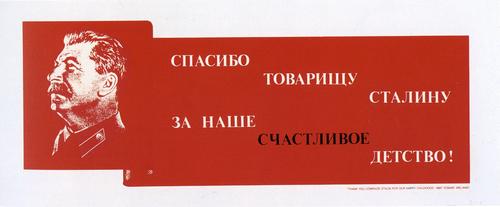 СПАСИБО
ТОВАРИЩУ
СТАЛИНУ
ЗА НАШЕ
СЧАСТЛИВОЕ
ДЕТСТВО!